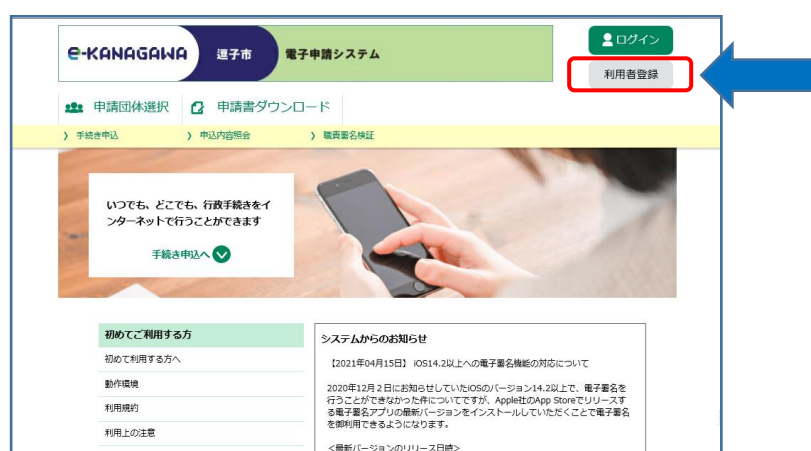 e-KANAGAWA 逗子市 電子申請システム
ログイン
利用者登録
申請団体選択 申請書ダウンロード
手続き申込 申込内容照会 職責署名検証
いつでも、どこでも、行政手続きをイ
ンターネットで行うことができます
手続き申込へ
初めてご利用する方
初めて利用する方へ
動作環境
利用規約
利用上の注意
システムからのお知らせ
【2021年04月15日】 iOS14.2以上への電子署名機能の対応について
2020年12月2日にお知らせしていたiOSのバージョン14.2以上で、電子署名を
行うことができなかった件についてですが、Apple社のApp Storeでリリースす
る電子署名アプリの最新バージョンをインストールしていただくことで電子署名
を御利用できるようになります。
<最新バージョンのリリース日時>